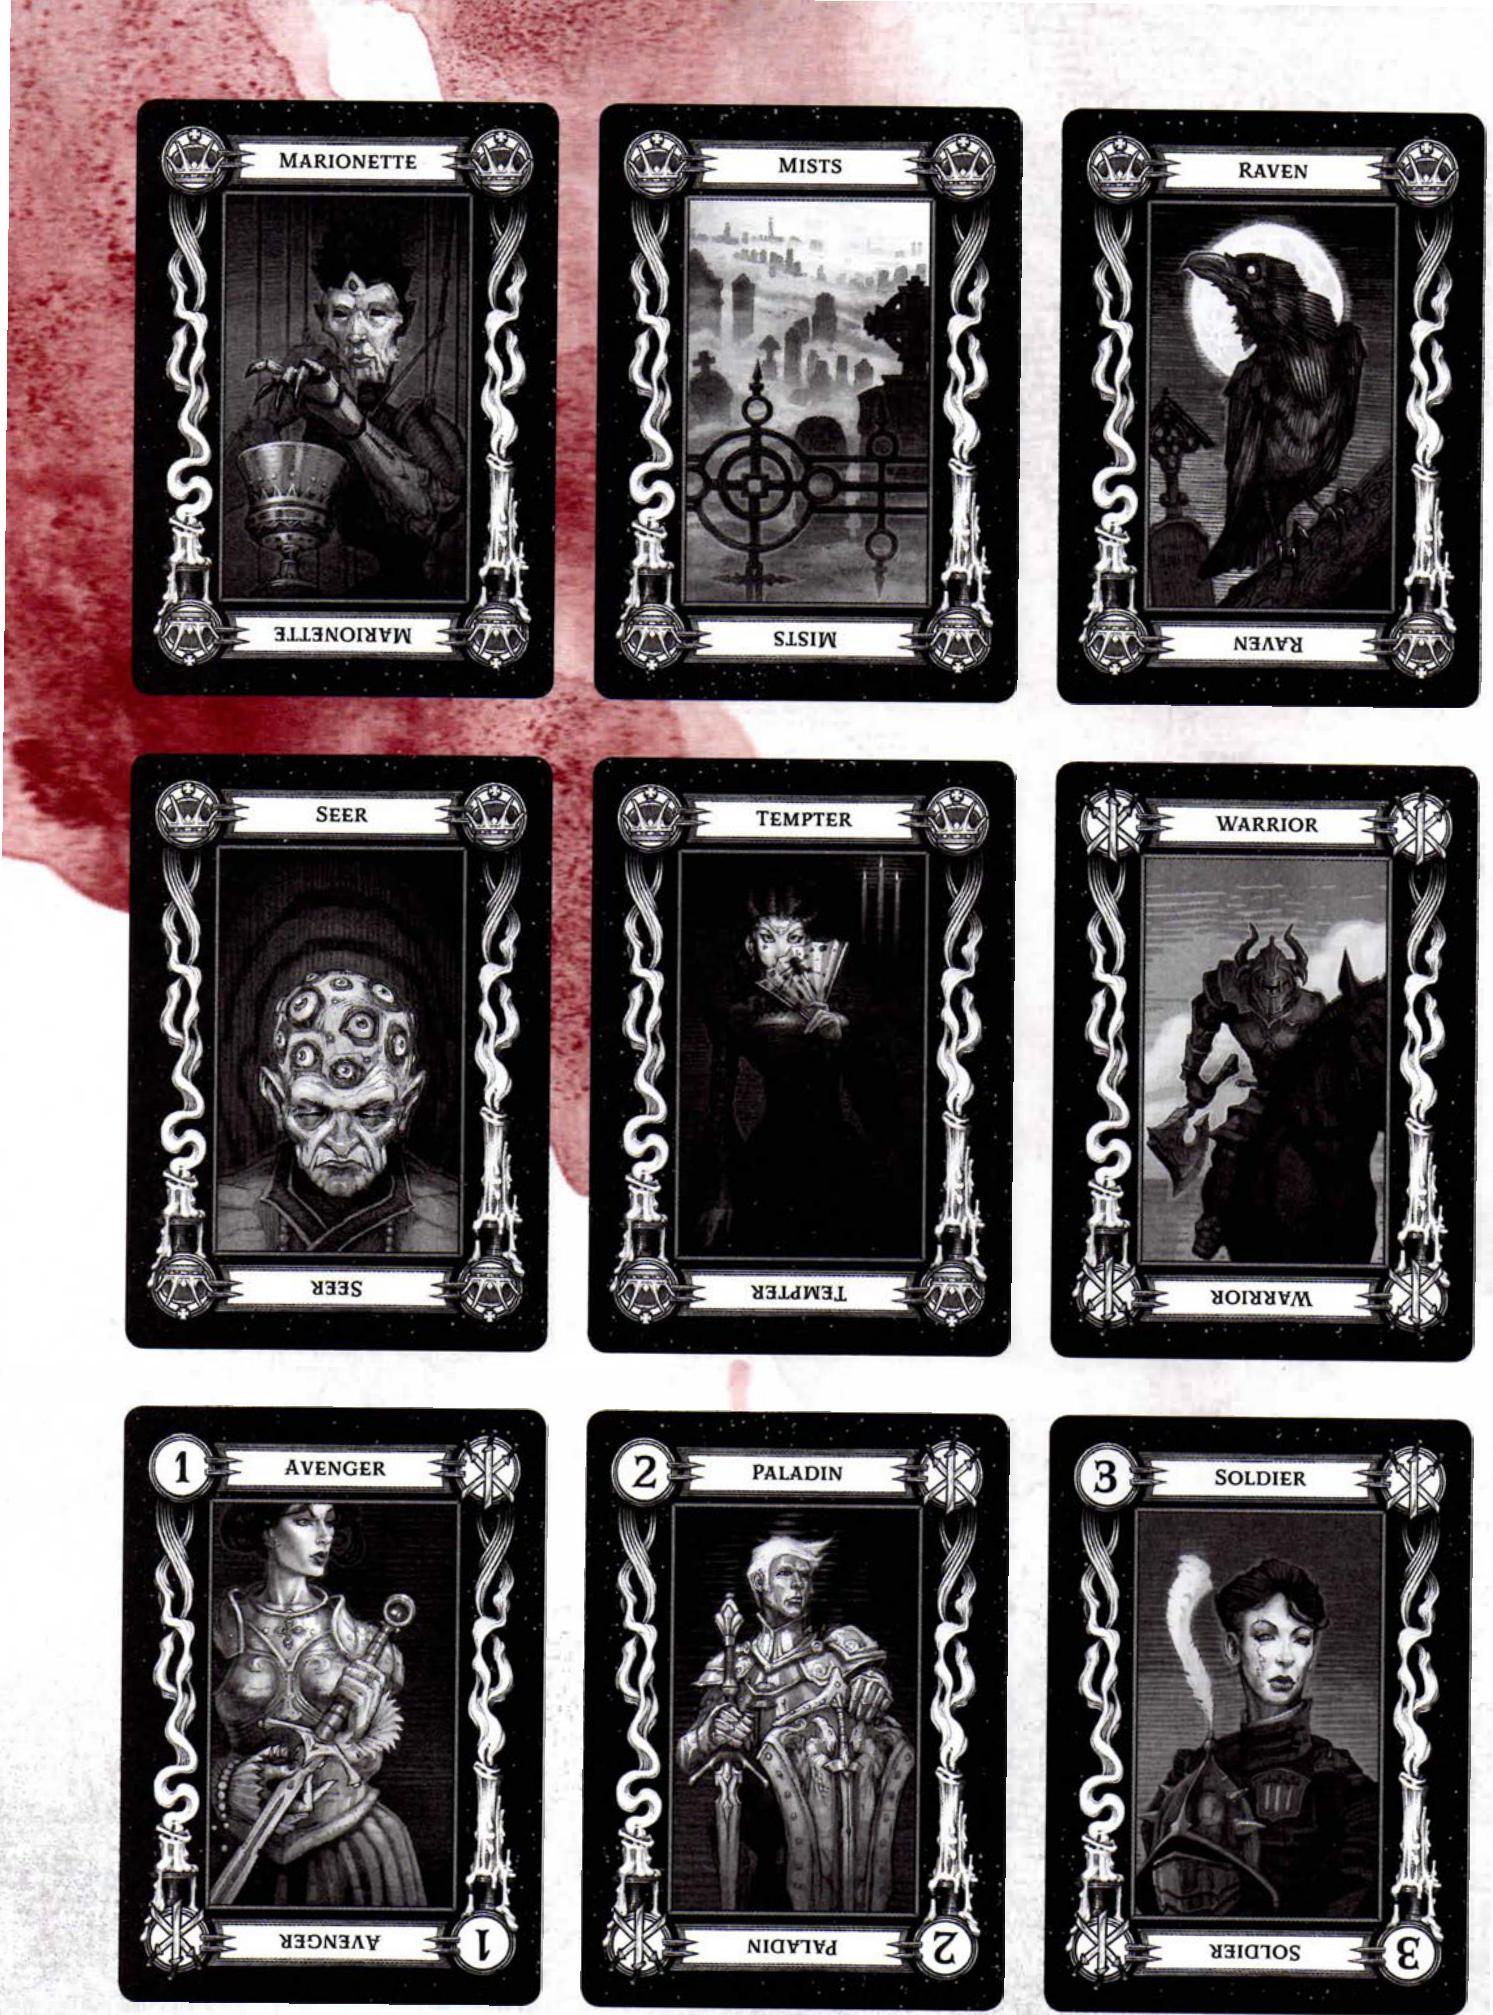 MARIONETTE
MARIONETTE
MISTS
MISTS
RAVEN
RAVEN
SEER
SEER
TEMPTER
TEMPTER
WARRIOR
WARRIOR
1
AVENGER
AVENGER
1
2
PALADIN
PALADIN
2
3
SOLDIER
SOLDIER
3